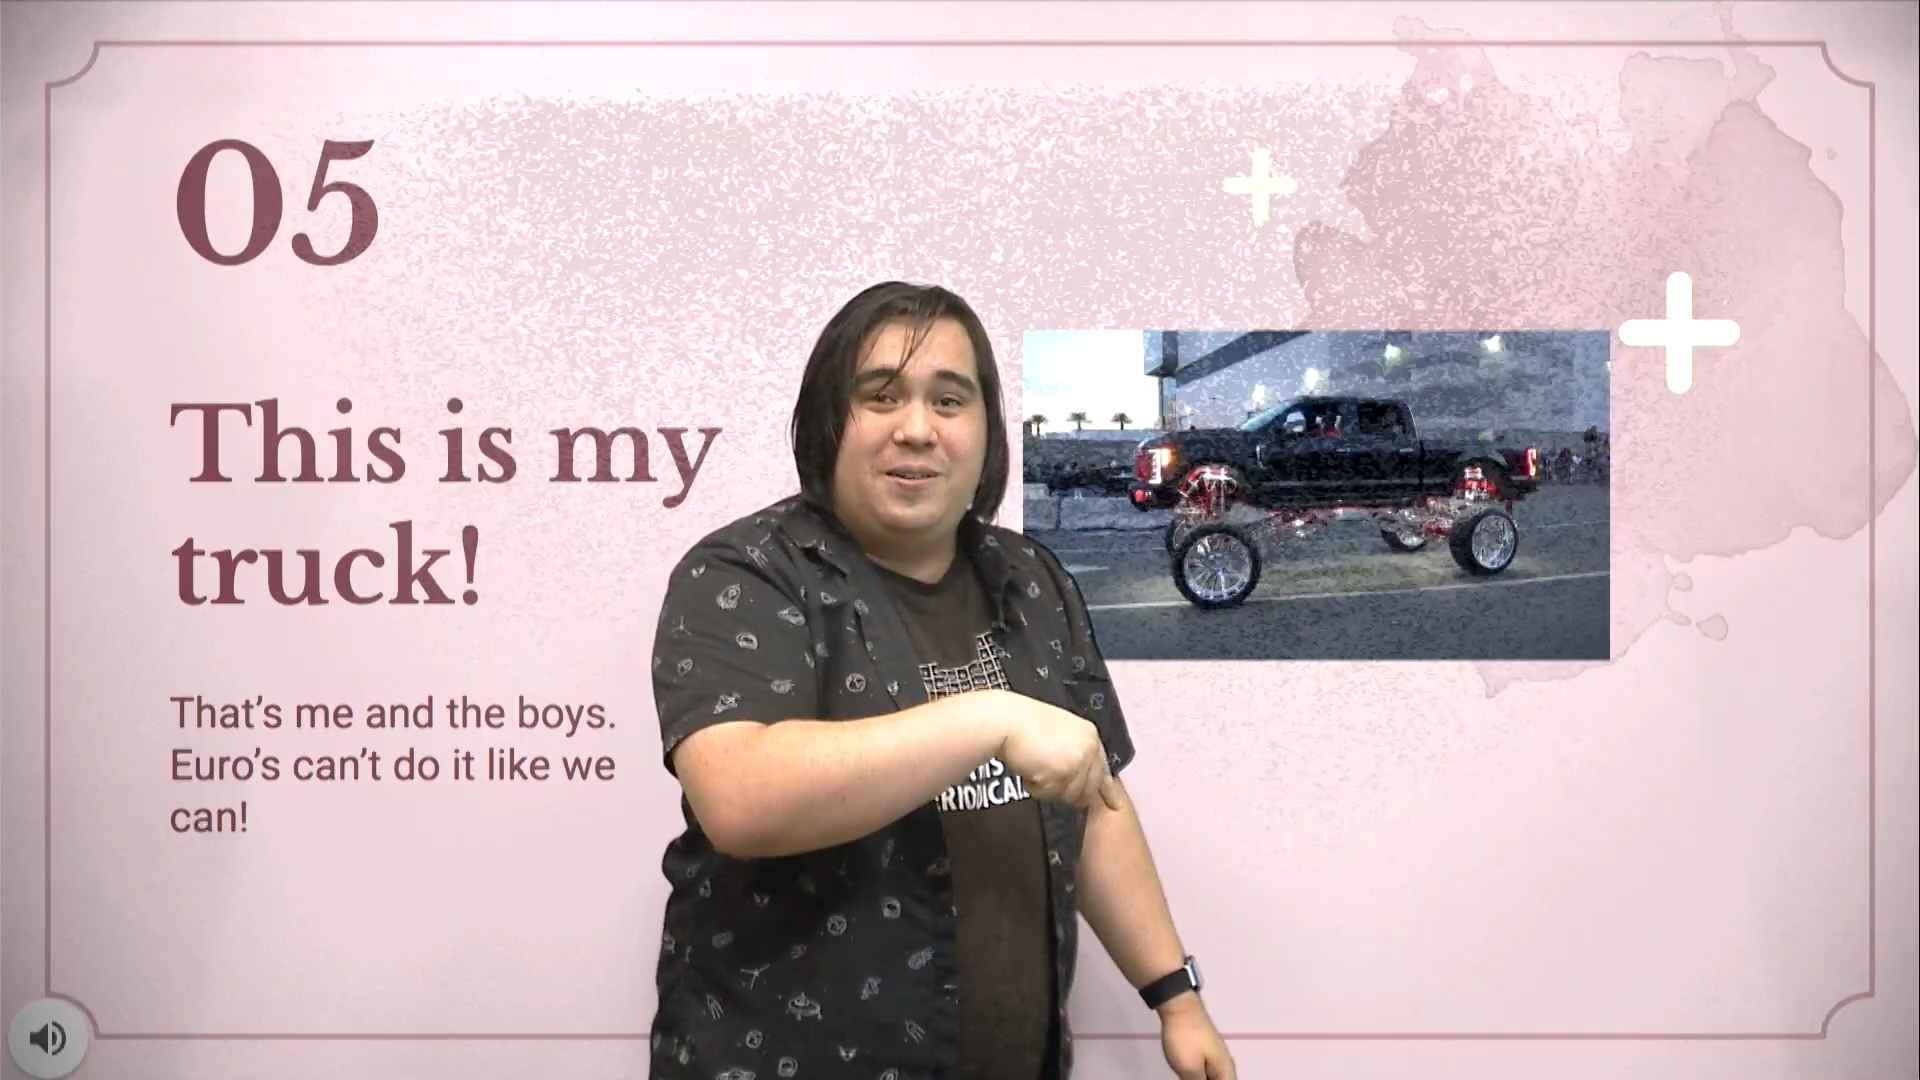 05
This is my
truck!
That's me and the boys.
Euro's can't do it like we
can!